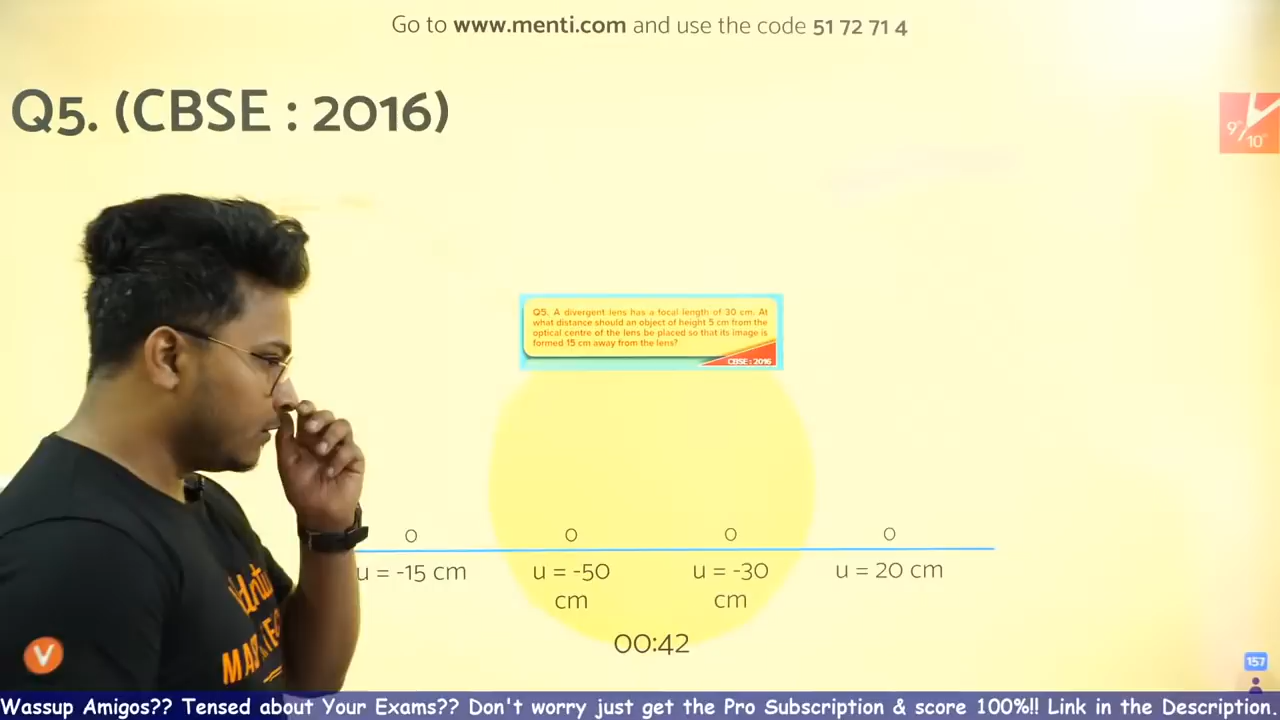 Go to www.menti.com and use the code 51 72 71 4
Q5. (CBSE : 2016)
9th/10th
Q5. A divergent lens has a focal length of 30 cm. At
what distance should an object of height 5 cm from the
optical centre of the lens be placed so that its image is
formed 15 cm away from the lens?
CBSE : 2016
0 0 0 0
u = -15 cm
u = -50
cm
u = -30
cm
u = 20 cm
00:42
V
157
Wassup Amigos?? Tensed about Your Exams?? Don't worry just get the Pro Subscription & score 100%!! Link in the Description.